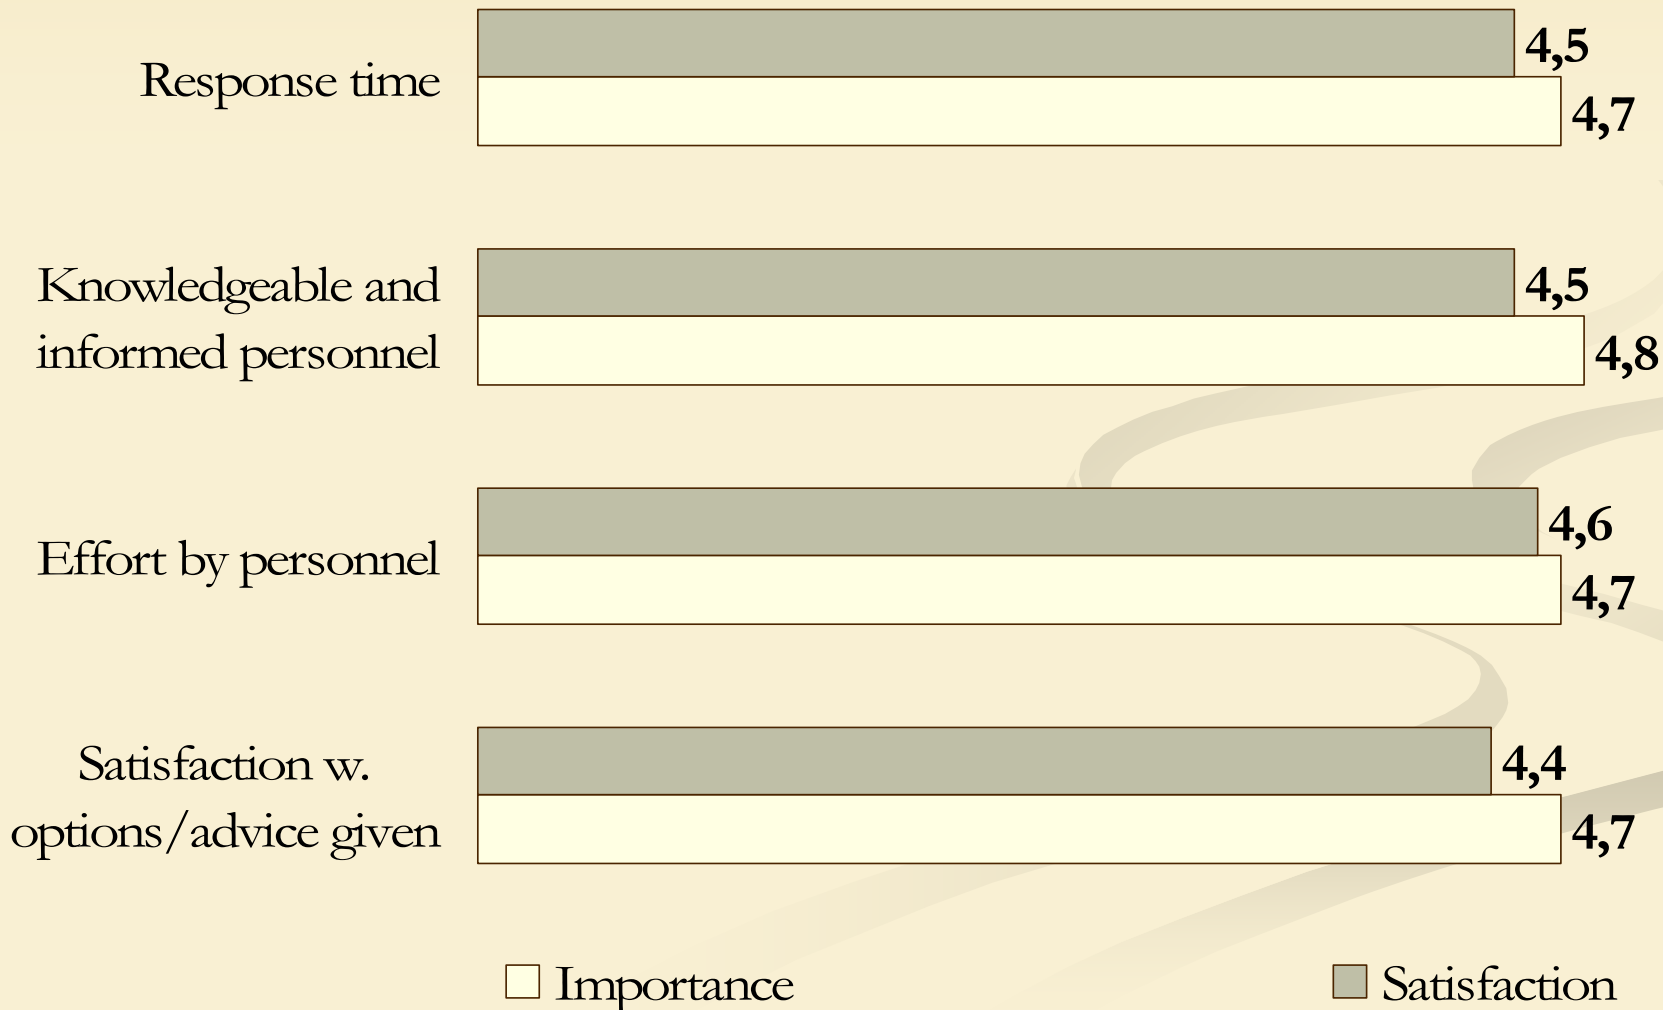 4,5
Response time
4,7
4,5
Knowledgeable and
informed personnel
4,8
4,6
Effort by personnel
4,7
Satisfaction w.
4,4
options/advice given
4,7
Importance
Satisfaction